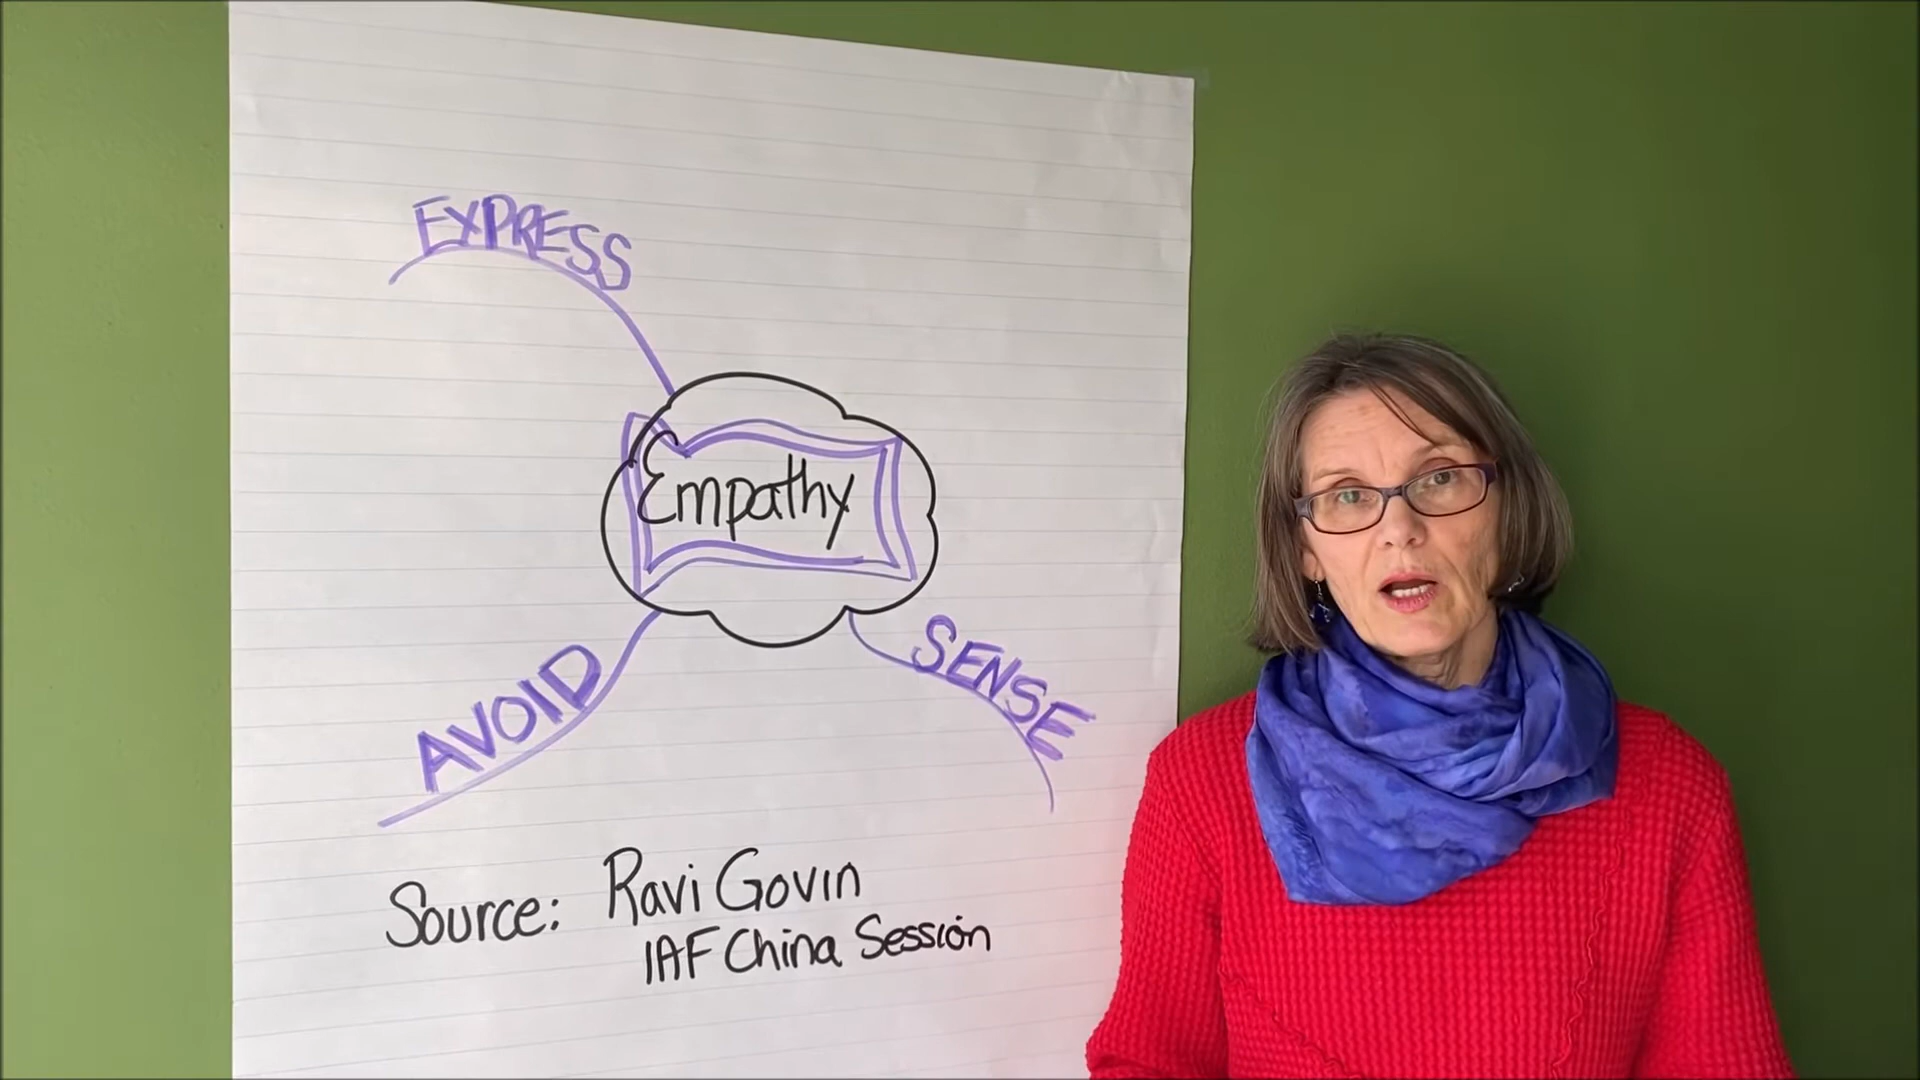 EXPRESS
Empathy
AVOID
SENSE
Source: Ravi Govin
IAF China Session